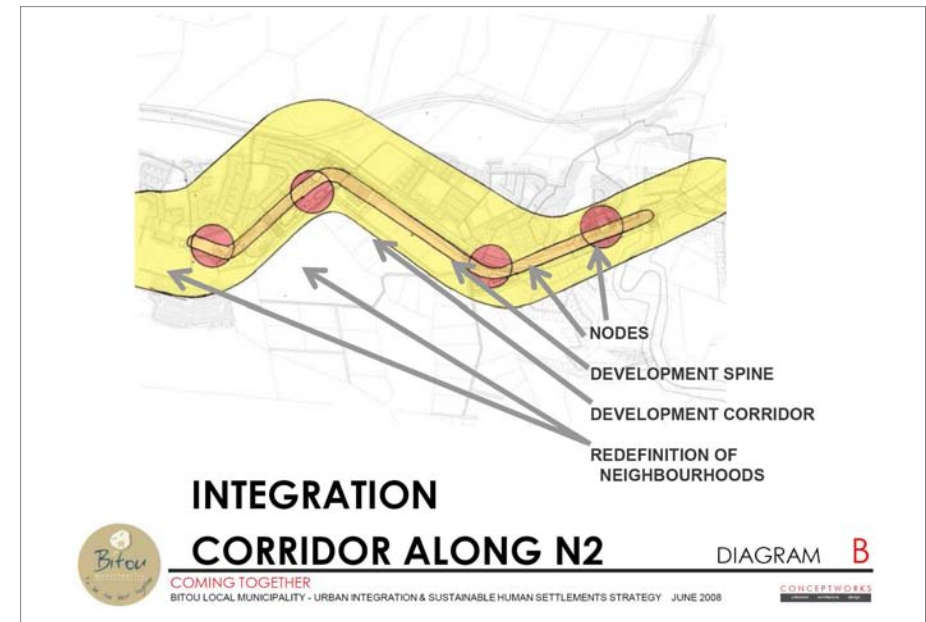 NODES
DEVELOPMENT SPINE
DEVELOPMENT CORRIDOR
REDEFINITION OF
NEIGHBOURHOODS
INTEGRATION
CORRIDOR ALONG N2
DIAGRAM B
Bitou
COMING TOGETHER
BITOU LOCAL MUNICIPALITY - URBAN INTEGRATION & SUSTAINABLE HUMAN SETTLEMENTS STRATEGY JUNE 2008
CONCEPTWORKS